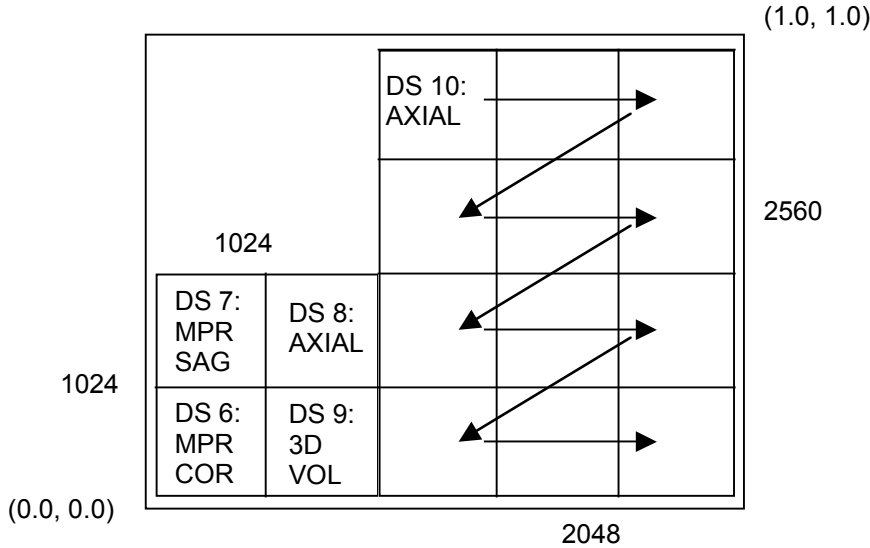 (1.0, 1.0)
DS 10:
AXIAL
2560
1024
DS 7:
MPR
SAG
DS 8:
AXIAL
1024
DS 6:
MPR
COR
DS 9:
3D
VOL
(0.0, 0.0)
2048